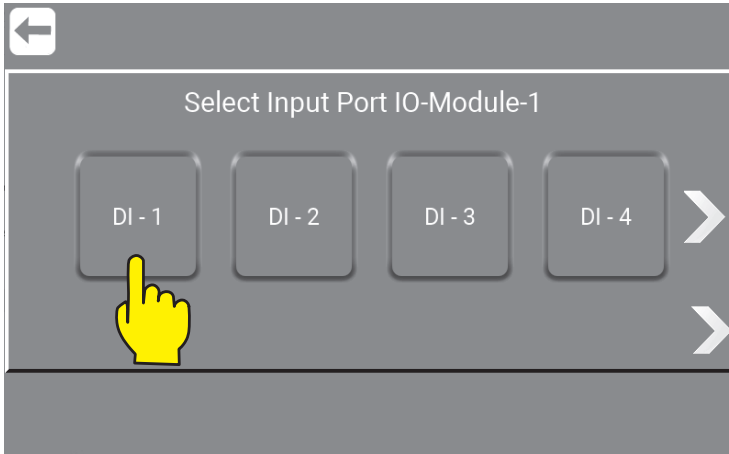 Select Input Port IO-Module-1
DI - 1 DI - 2 DI - 3 DI - 4